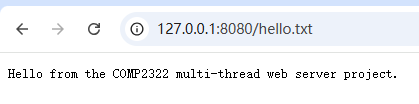 127.0.0.1:8080/hello.txt
Hello from the COMP2322 multi-thread web server project.